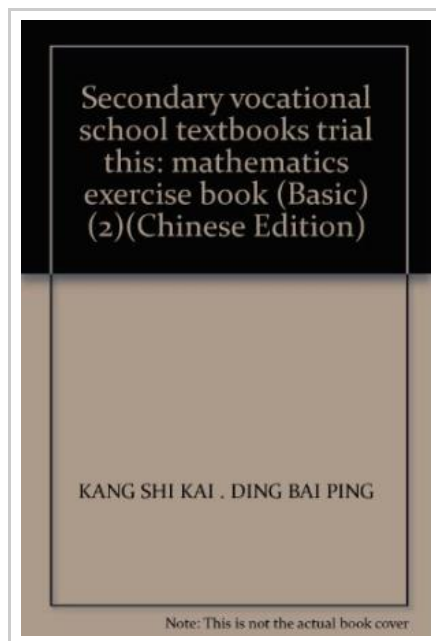 Secondary vocational
school textbooks trial
this: mathematics
exercise book (Basic)
(2)(Chinese Edition)
KANG SHI KAI . DING BAI PING
Note: This is not the actual book cover